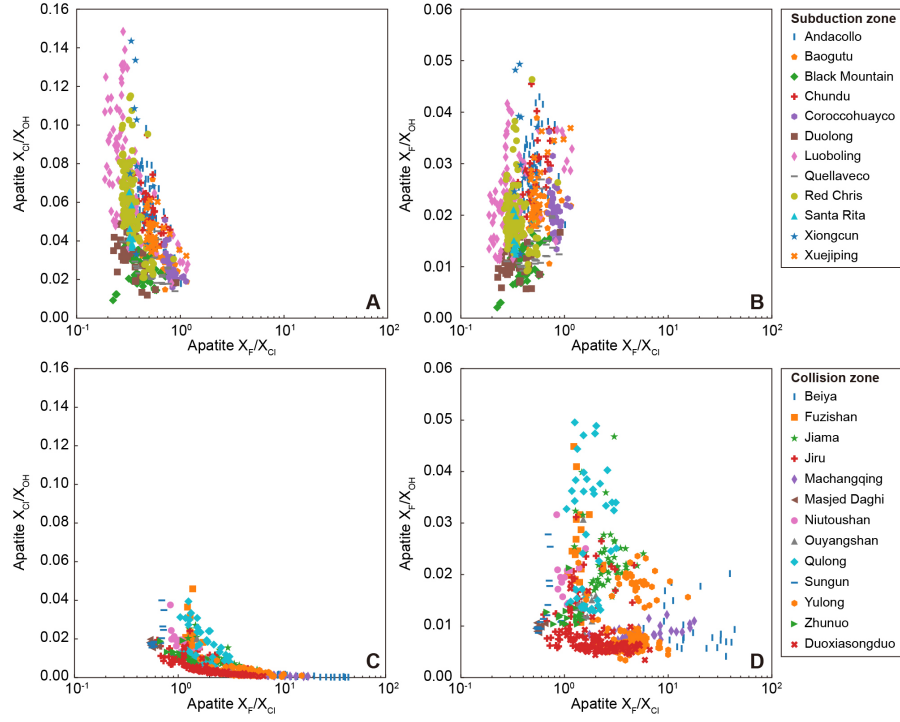 0.16
0.14
0.12
0.10
0.08
0.06
0.04
0.02
0.00
Apatite XCl/XOH
10-1
100
101
102
Apatite XF/XCl
A
0.06
0.05
0.04
0.03
0.02
0.01
0.00
Apatite XF/XOH
10-1
100
101
102
Apatite XF/XCl
B
Subduction zone
Andacollo
Baogutu
Black Mountain
Chundu
Coroccohuayco
Duolong
Luoboling
Quellaveco
Red Chris
Santa Rita
Xiongcun
Xuejiping
0.16
0.14
0.12
0.10
0.08
0.06
0.04
0.02
0.00
Apatite XCl/XOH
10-1
100
101
102
Apatite XF/XCl
C
0.06
0.05
0.04
0.03
0.02
0.01
0.00
Apatite XF/XOH
10-1
100
101
102
Apatite XF/XCl
D
Collision zone
Beiya
Fuzishan
Jiama
Jiru
Machangqing
Masjed Daghi
Niutoushan
Ouyangshan
Qulong
Sungun
Yulong
Zhunuo
Duoxiasongduo